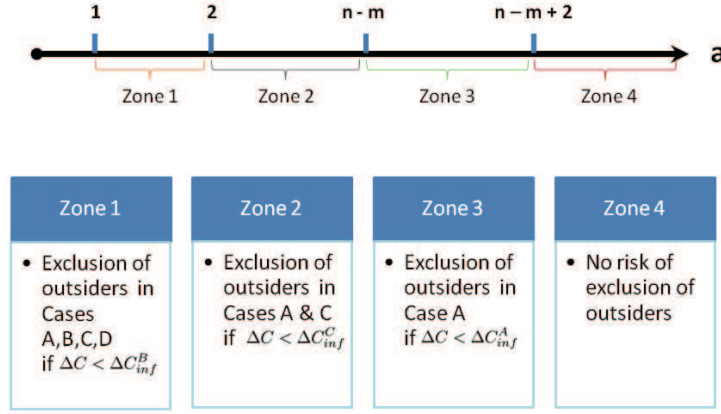 1 2 n - m n – m + 2
a
Zone 1 Zone 2 Zone 3 Zone 4
Zone 1
• Exclusion of
outsiders in
Cases
A,B,C,D
if ΔC < ΔC^B_inf
Zone 2
• Exclusion of
outsiders in
Cases A & C
if ΔC < ΔC^C_inf
Zone 3
• Exclusion of
outsiders in
Case A
if ΔC < ΔC^A_inf
Zone 4
• No risk of
exclusion of
outsiders